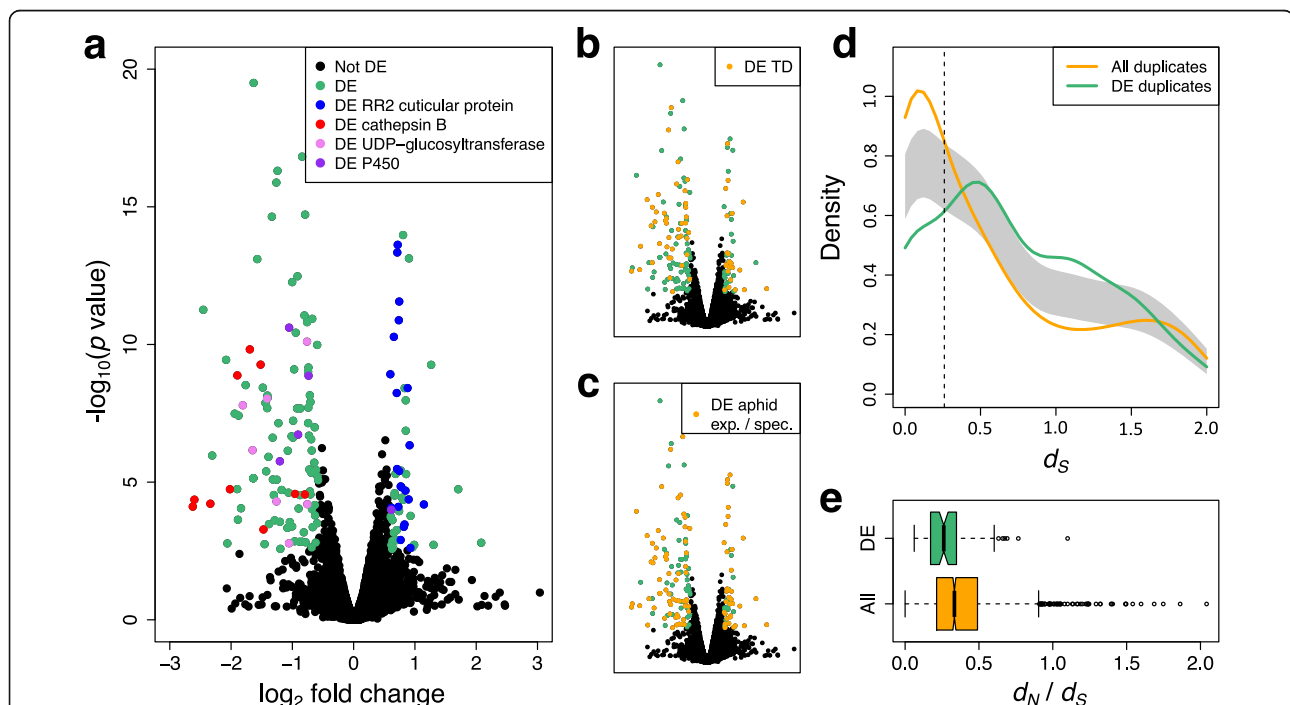 a
20
15
10
5
0
-log10(p value)
Not DE
DE
DE RR2 cuticular protein
DE cathepsin B
DE UDP−glucosyltransferase
DE P450
−3 −2 −1 0 1 2 3
log2 fold change
b
DE TD
c
DE aphid
exp. / spec.
d
All duplicates
DE duplicates
Density
1.0
0.8
0.6
0.4
0.2
0.0
0.0 0.5 1.0 1.5 2.0
dS
e
DE
All
0.0 0.5 1.0 1.5 2.0
dN / dS